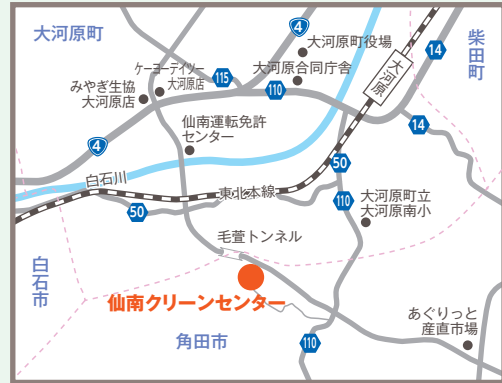 大河原町
4
大河原町役場
14
柴田町
ケーヨーデイツー
大河原店
115
大河原合同庁舎
大河原
みやぎ生協
大河原店
110
14
4
仙南運転免許
センター
50
白石川
東北本線
50
大河原町立
大河原南小
110
毛萱トンネル
白石市
仙南クリーンセンター
角田市
あぐりっと
産直市場
110